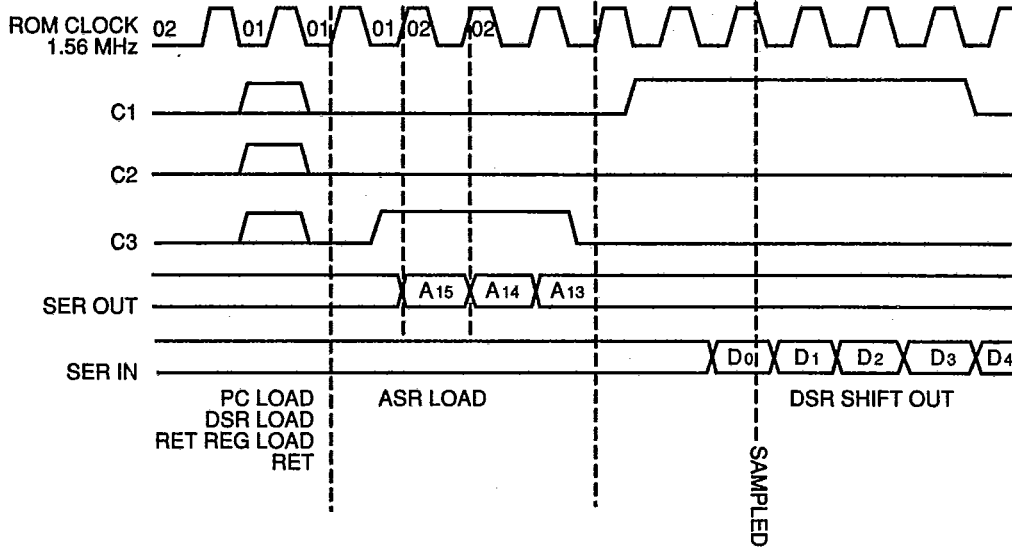 ROM CLOCK 02 01 01 01 02 02
1.56 MHz
C1
C2
C3
SER OUT A15 A14 A13
SER IN D0 D1 D2 D3 D4
PC LOAD ASR LOAD DSR SHIFT OUT
DSR LOAD
RET REG LOAD
RET
SAMPLED